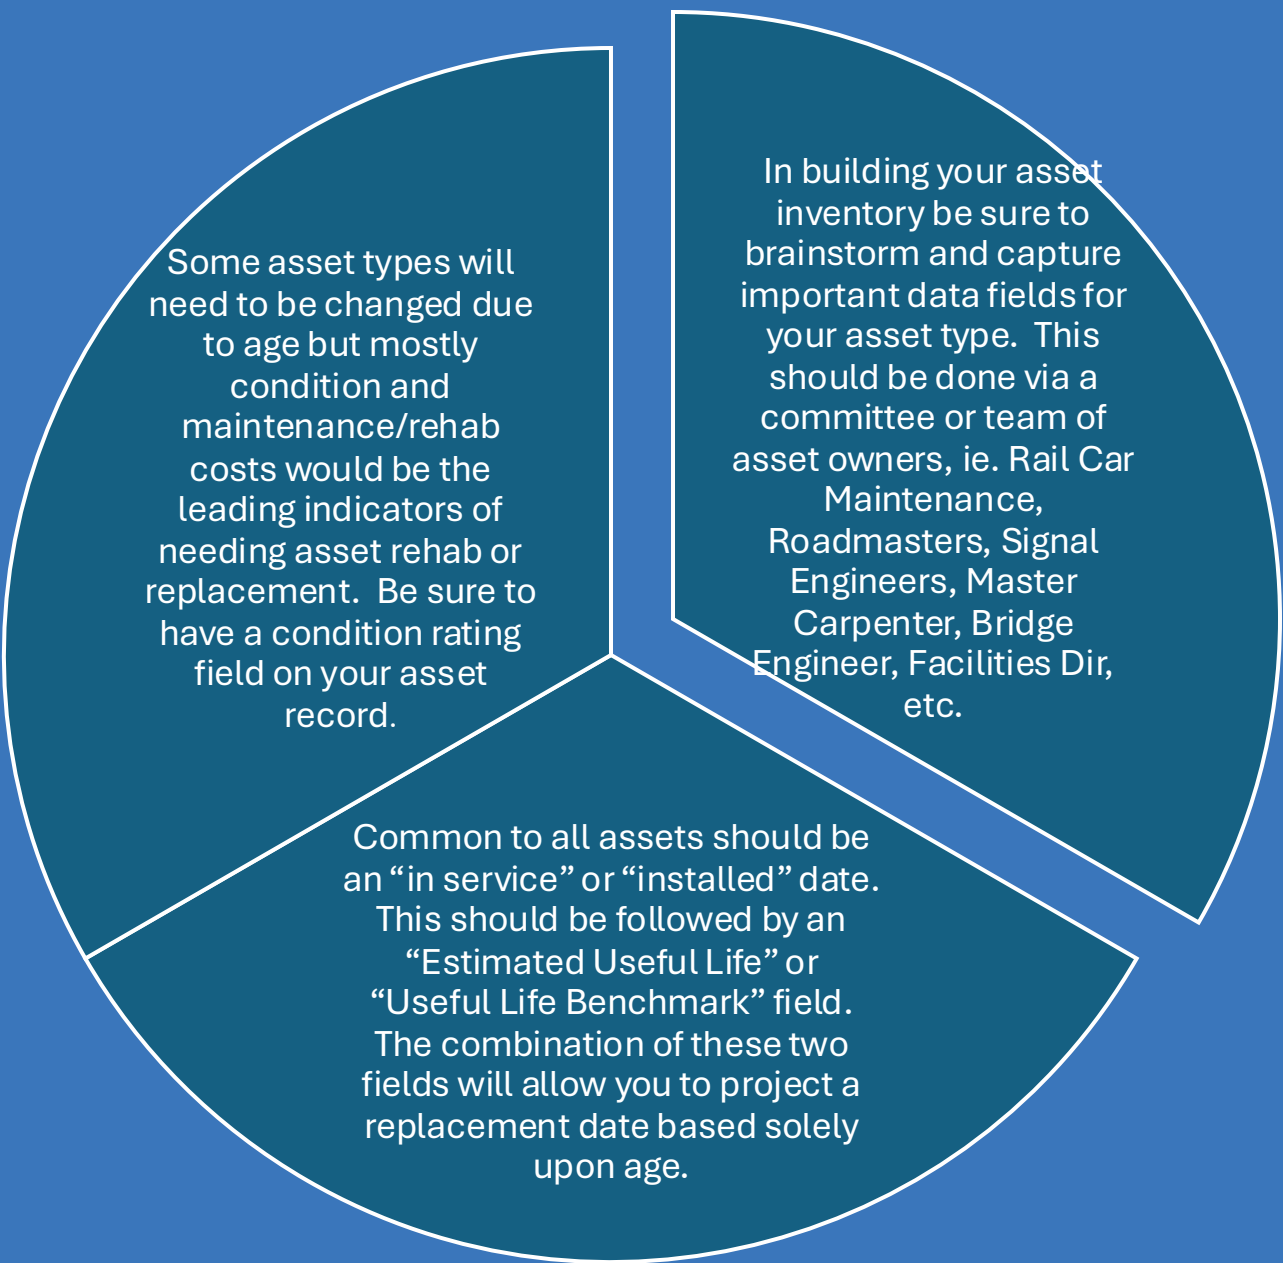 In building your asset
inventory be sure to
brainstorm and capture
important data fields for
your asset type.  This
should be done via a
committee or team of
asset owners, ie. Rail Car
Maintenance,
Roadmasters, Signal
Engineers, Master
Carpenter, Bridge
Engineer, Facilities Dir,
etc.
Common to all assets should be
an “in service” or “installed” date.
This should be followed by an
“Estimated Useful Life” or
“Useful Life Benchmark” field.
The combination of these two
fields will allow you to project a
replacement date based solely
upon age.
Some asset types will
need to be changed due
to age but mostly
condition and
maintenance/rehab
costs would be the
leading indicators of
needing asset rehab or
replacement.  Be sure to
have a condition rating
field on your asset
record.